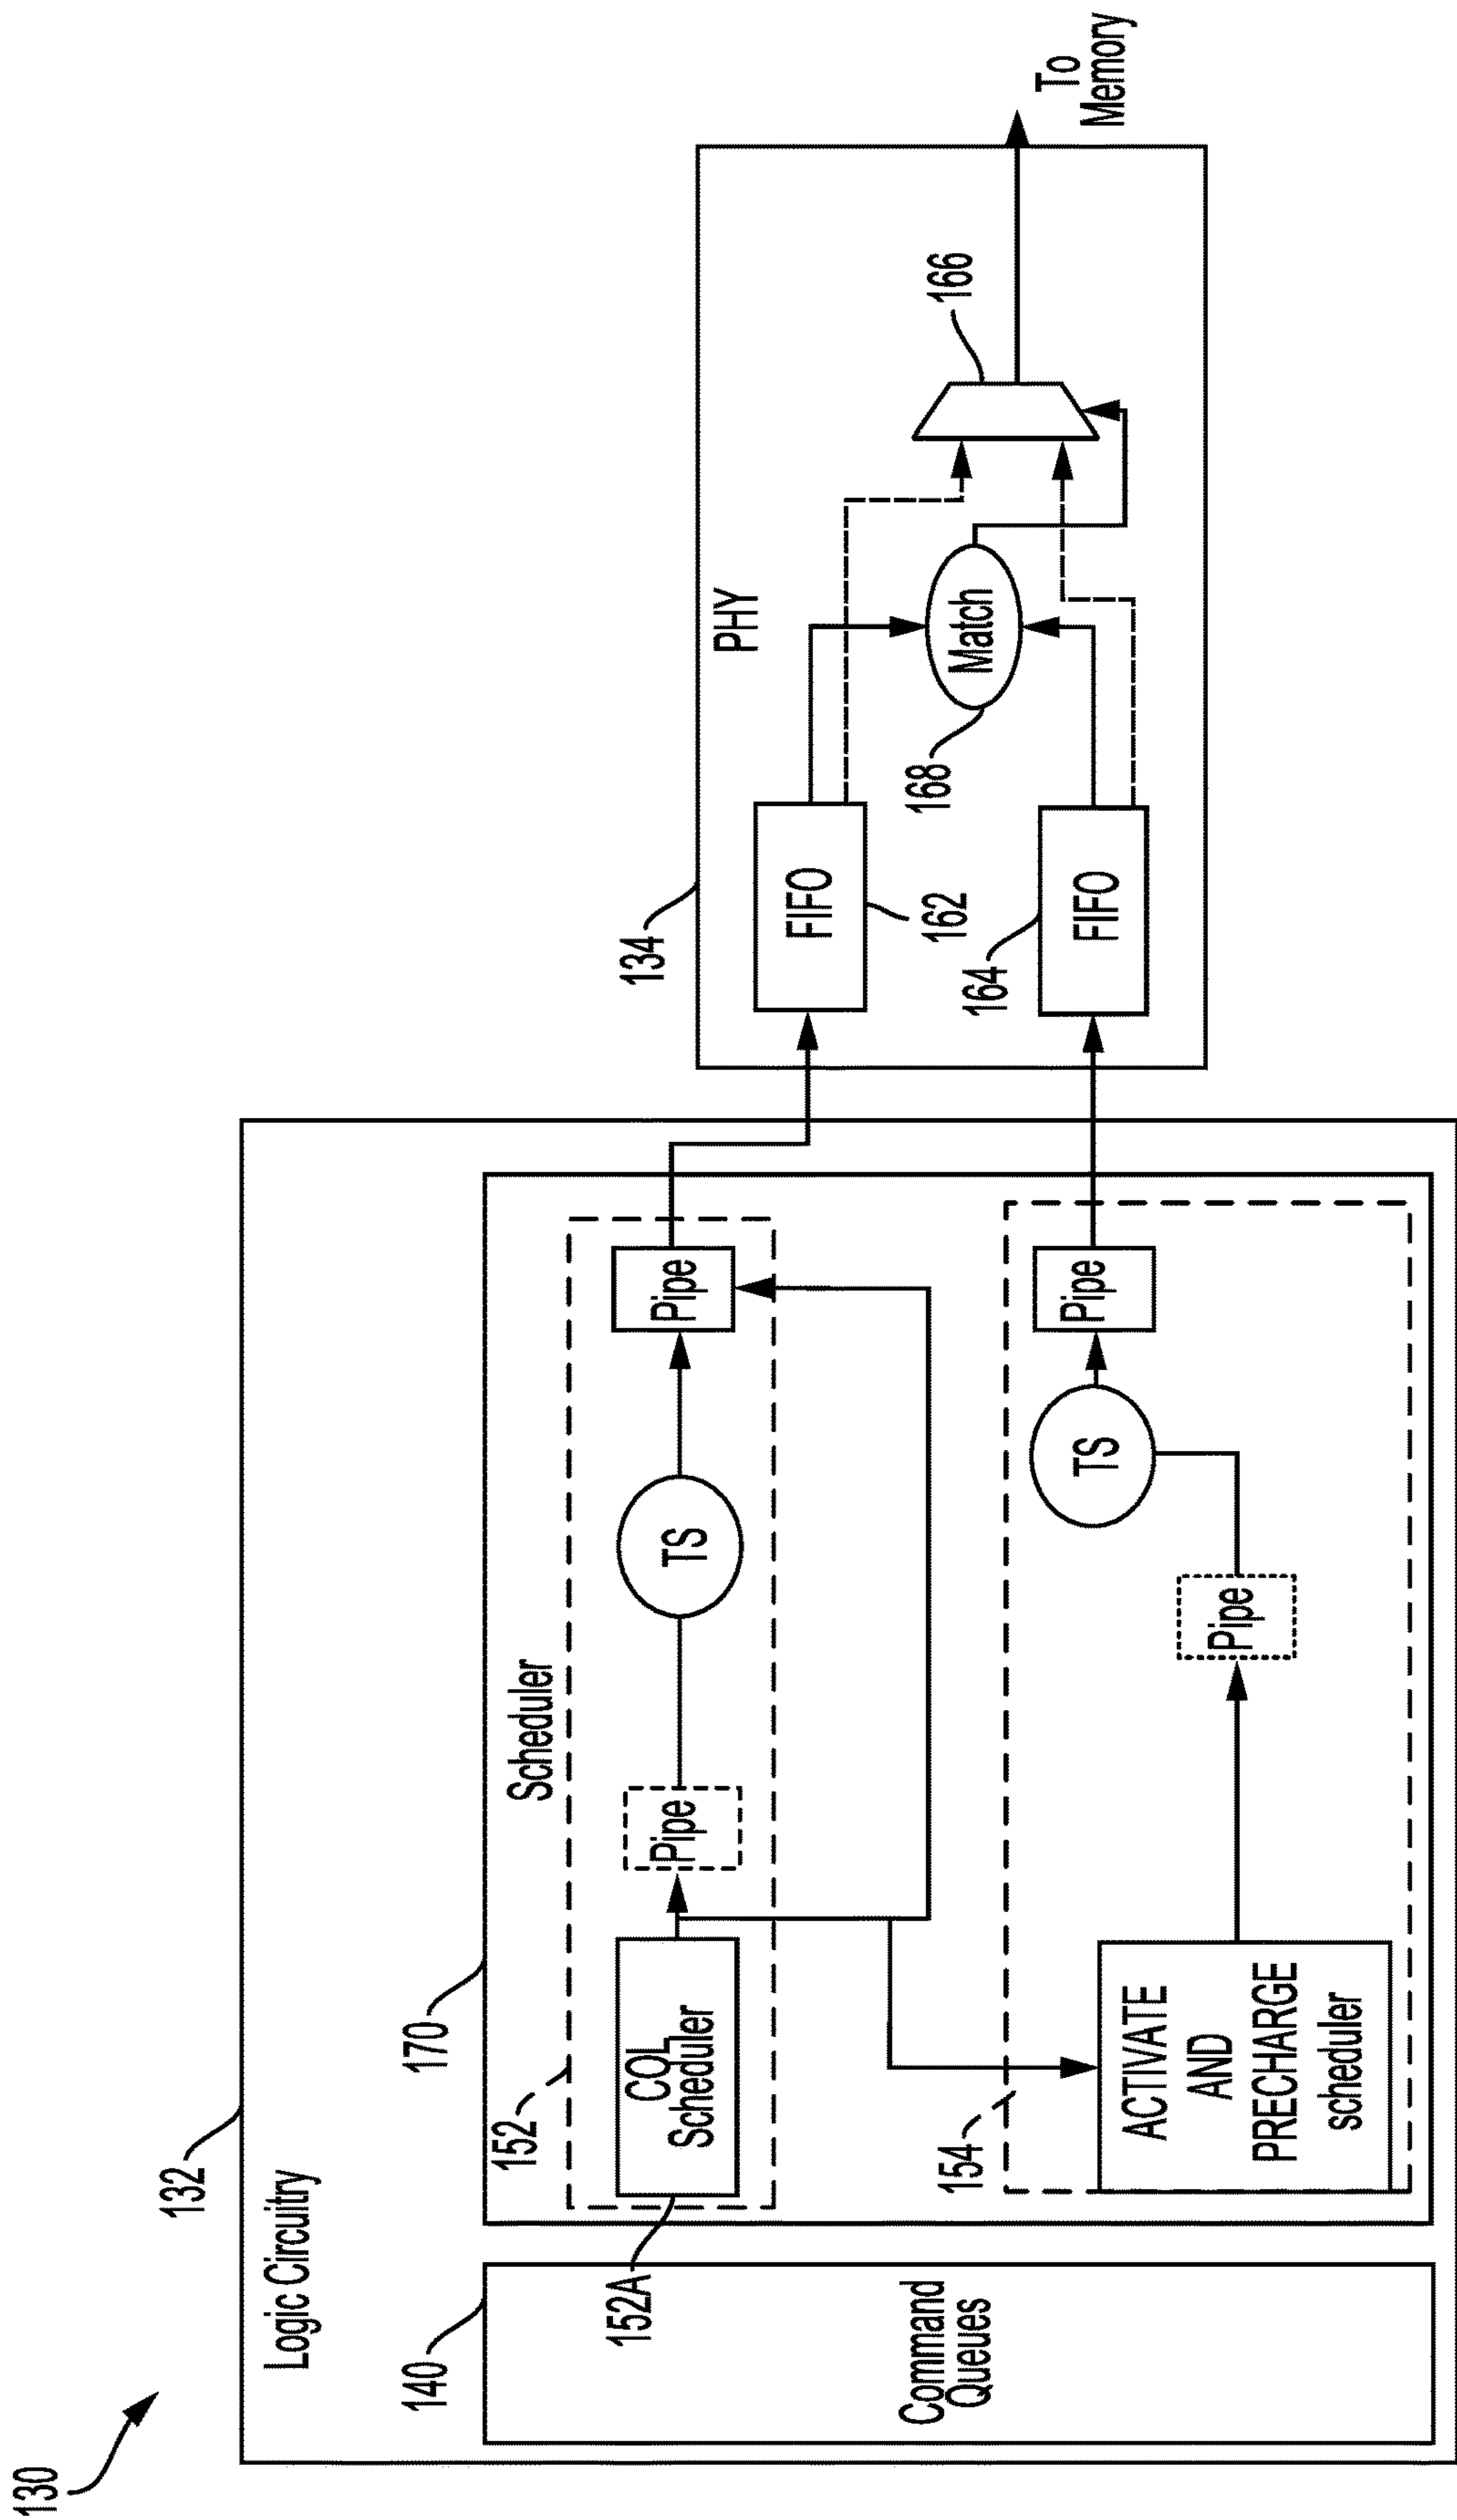 130
132
Logic Circuitry
140
Command
Queues
170
Scheduler
152
152A
COL
Scheduler
Pipe
TS
Pipe
154
ACTIVATE
AND
PRECHARGE
scheduler
Pipe
TS
Pipe
134
PHY
FIFO
162
164
FIFO
168
Match
166
To
Memory